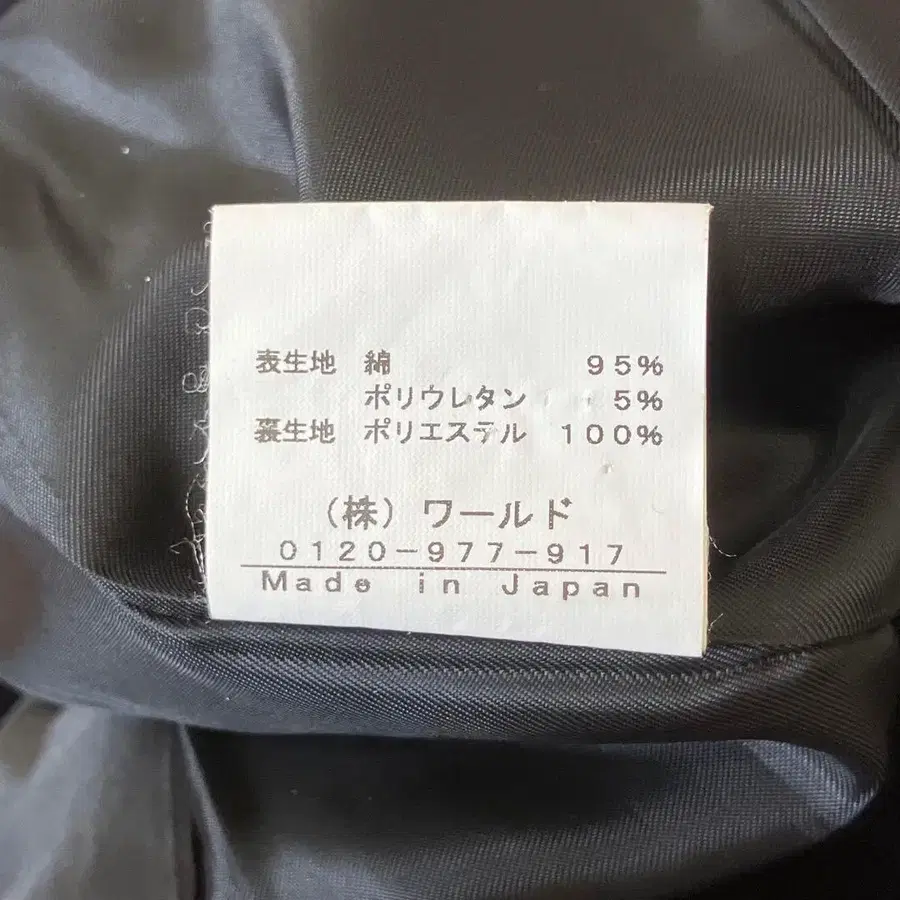 表生地 綿 95%
ポリウレタン 5%
裏生地 ポリエステル 100%
(株)ワールド
0120-977-917
Made in Japan